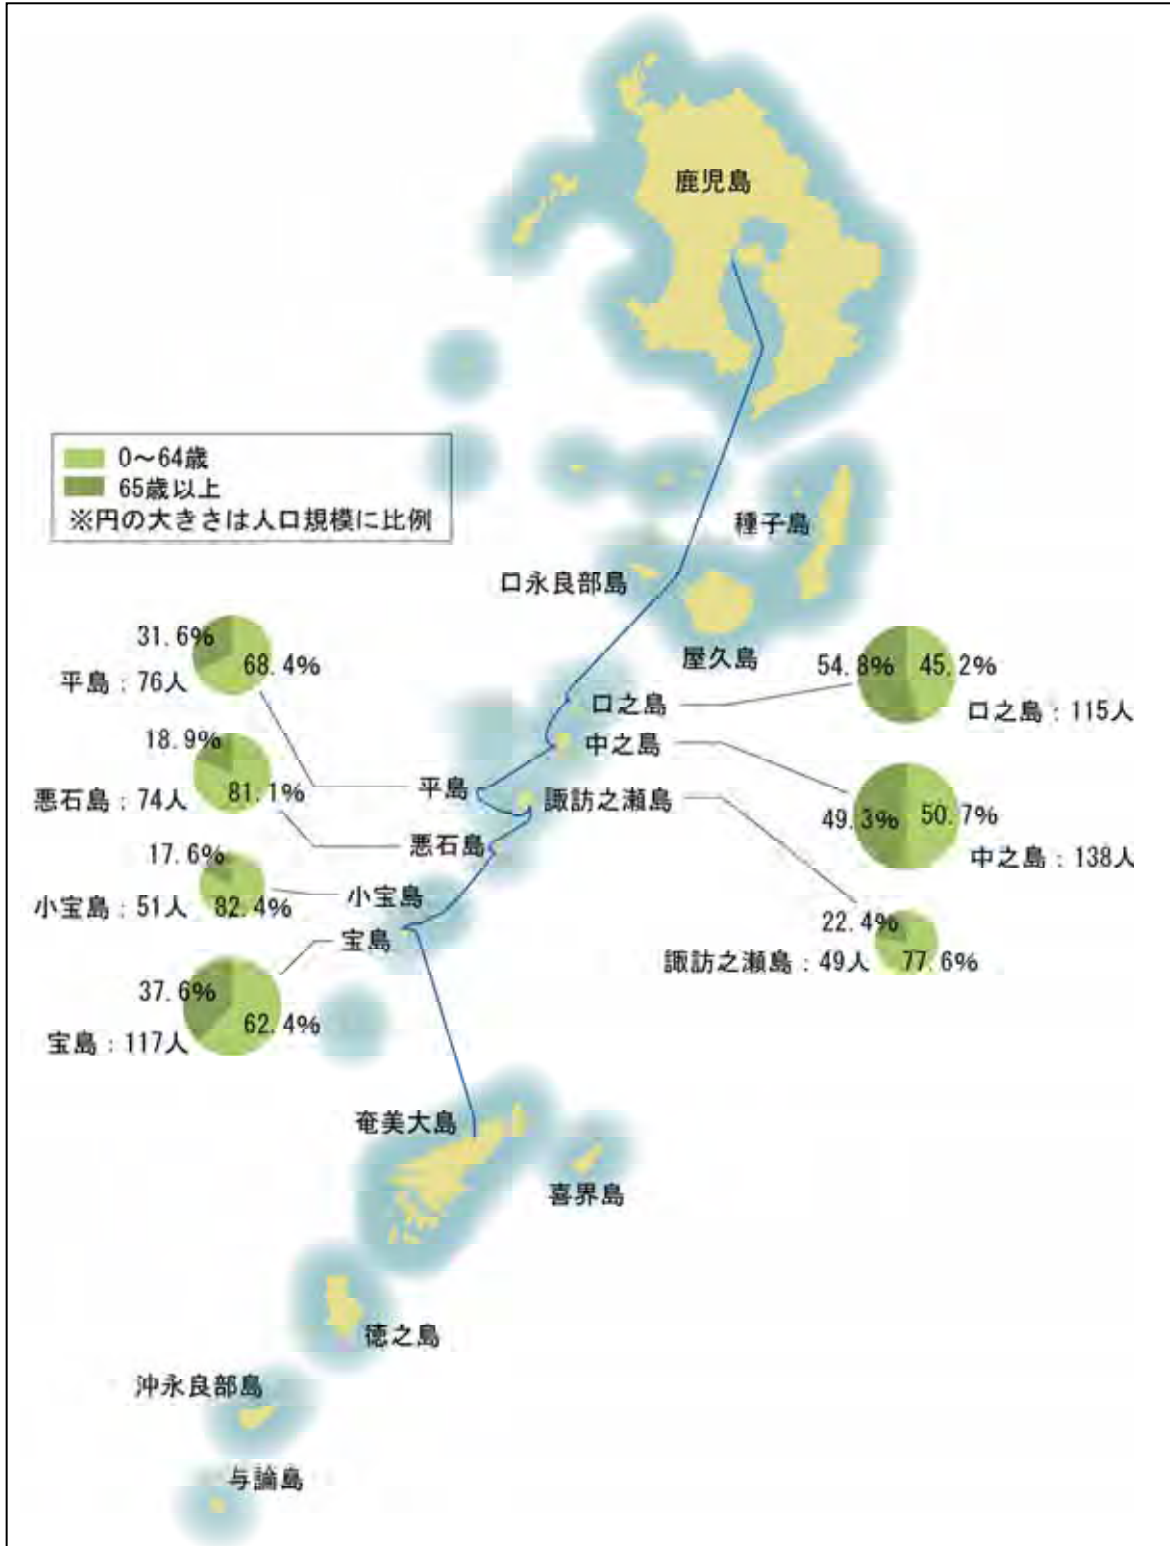 鹿児島
0～64歳
65歳以上
※円の大きさは人口規模に比例
種子島
口永良部島
屋久島
31.6%
68.4%
平島：76人
54.8%
45.2%
口之島
口之島：115人
18.9%
81.1%
悪石島：74人
中之島
平島
諏訪之瀬島
49.3%
50.7%
中之島：138人
悪石島
17.6%
82.4%
小宝島：51人
小宝島
宝島
22.4%
77.6%
諏訪之瀬島：49人
37.6%
62.4%
宝島：117人
奄美大島
喜界島
徳之島
沖永良部島
与論島